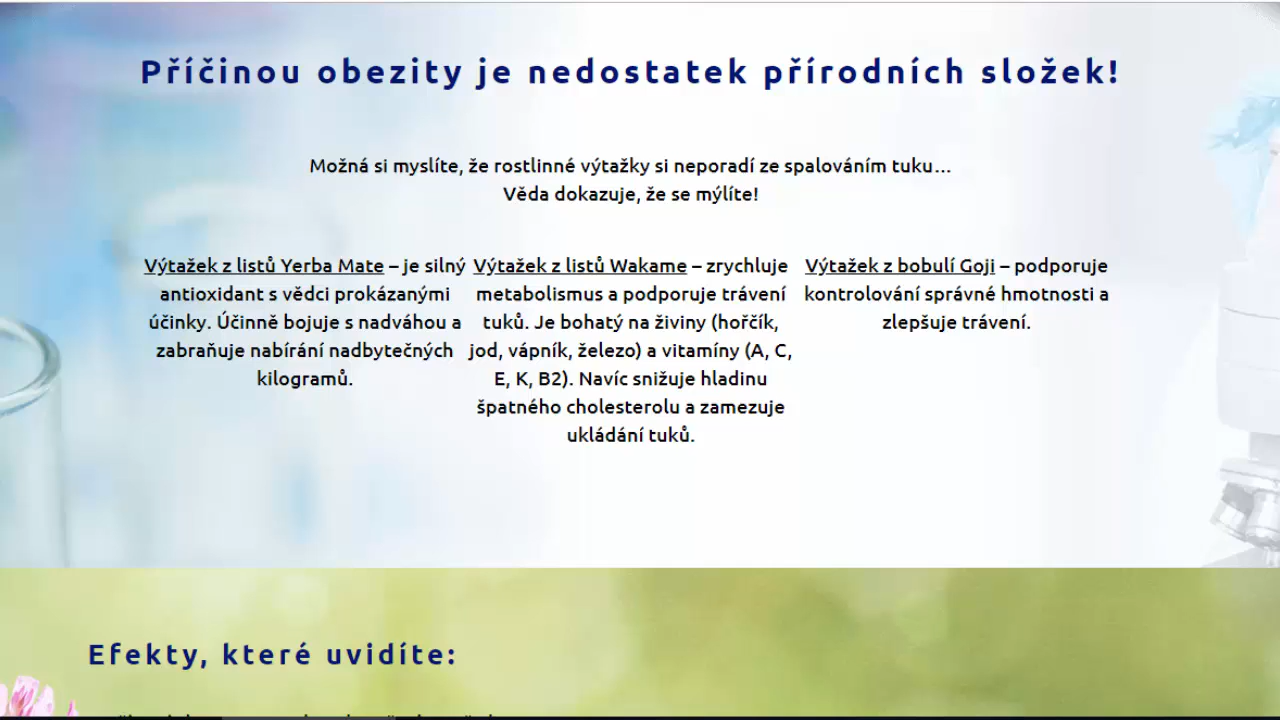 Příčinou obezity je nedostatek přírodních složek!
Možná si myslíte, že rostlinné výtažky si neporadí ze spalováním tuku...
Věda dokazuje, že se mýlíte!
Výtažek z listů Yerba Mate – je silný
antioxidant s vědci prokázanými
účinky. Účinně bojuje s nadváhou a
zabraňuje nabírání nadbytečných
kilogramů.
Výtažek z listů Wakame – zrychluje
metabolismus a podporuje trávení
tuků. Je bohatý na živiny (hořčík,
jod, vápník, železo) a vitamíny (A, C,
E, K, B2). Navíc snižuje hladinu
špatného cholesterolu a zamezuje
ukládání tuků.
Výtažek z bobulí Goji – podporuje
kontrolování správné hmotnosti a
zlepšuje trávení.
Efekty, které uvidíte: